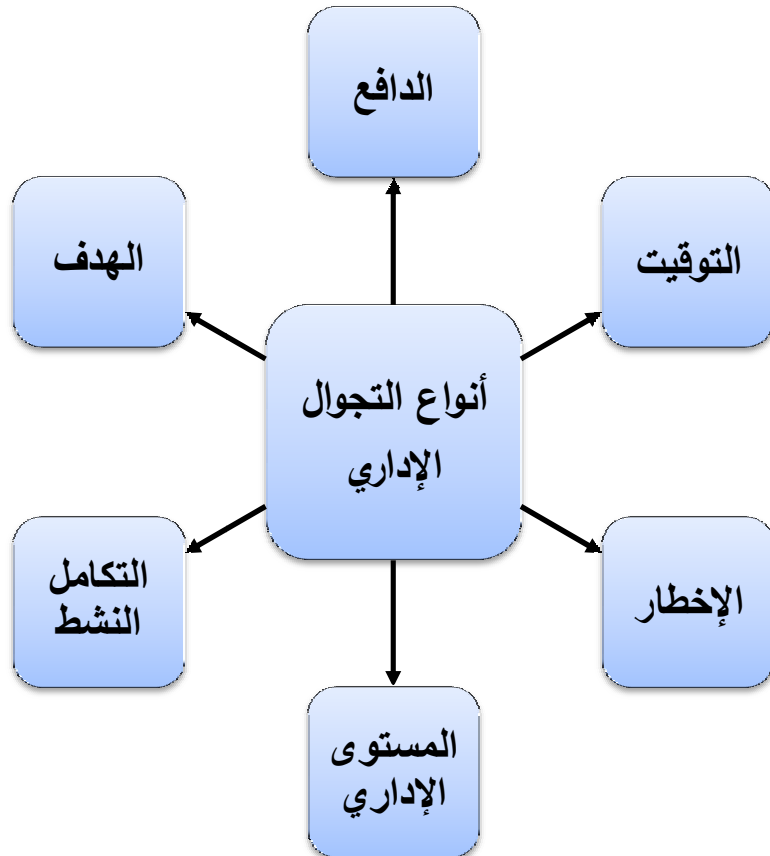 الدافع
الهدف
التوقيت
أنواع التجوال
الإداري
التكامل
النشط
الإخطار
المستوى
الإداري